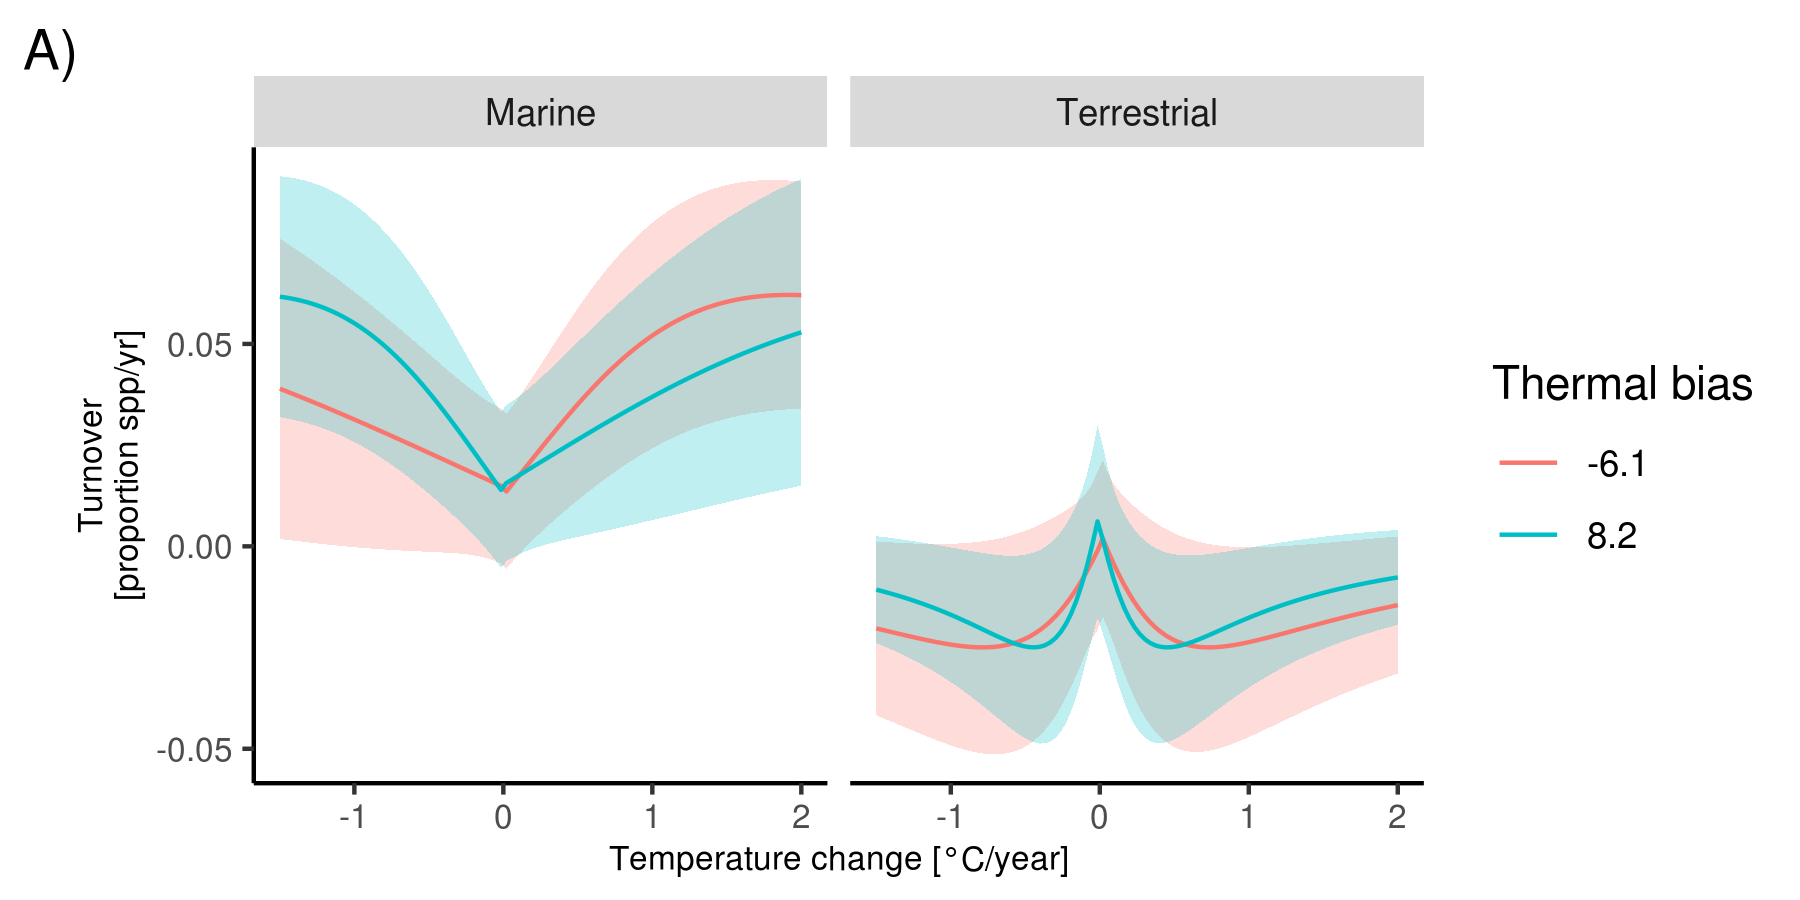 A)
Marine
Terrestrial
Turnover
[proportion spp/yr]
0.05
0.00
-0.05
-1
0
1
2
-1
0
1
2
Temperature change [°C/year]
Thermal bias
-6.1
8.2